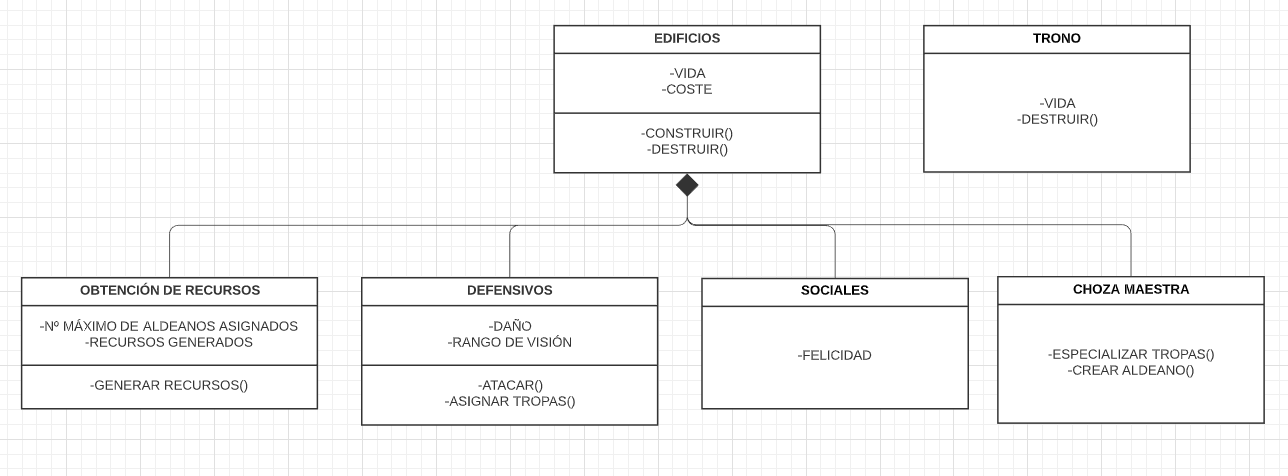 EDIFICIOS
-VIDA
-COSTE
-CONSTRUIR()
-DESTRUIR()
TRONO
-VIDA
-DESTRUIR()
OBTENCIÓN DE RECURSOS
-Nº MÁXIMO DE ALDEANOS ASIGNADOS
-RECURSOS GENERADOS
-GENERAR RECURSOS()
DEFENSIVOS
-DAÑO
-RANGO DE VISIÓN
-ATACAR()
-ASIGNAR TROPAS()
SOCIALES
-FELICIDAD
CHOZA MAESTRA
-ESPECIALIZAR TROPAS()
-CREAR ALDEANO()